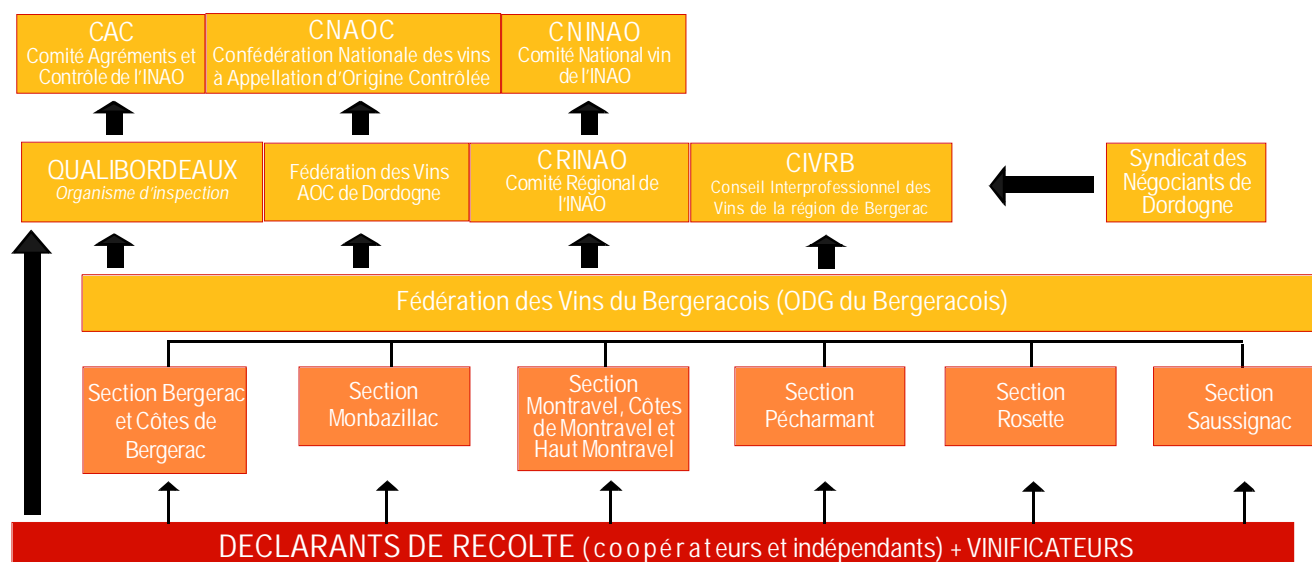 CAC
Comité Agréments et
Contrôle de l'INAO
CNAOC
Confédération Nationale des vins
à Appellation d'Origine Contrôlée
CNINAO
Comité National vin
de l'INAO
QUALIBORDEAUX
Organisme d'inspection
Fédération des Vins
AOC de Dordogne
CRINAO
Comité Régional de
l'INAO
CIVRB
Conseil Interprofessionnel des
Vins de la région de Bergerac
Syndicat des
Négociants de
Dordogne
Fédération des Vins du Bergeracois (ODG du Bergeracois)
Section Bergerac
et Côtes de
Bergerac
Section
Monbazillac
Section
Montravel, Côtes
de Montravel et
Haut Montravel
Section
Pécharmant
Section
Rosette
Section
Saussignac
DECLARANTS DE RECOLTE (coopérateurs et indépendants) + VINIFICATEURS